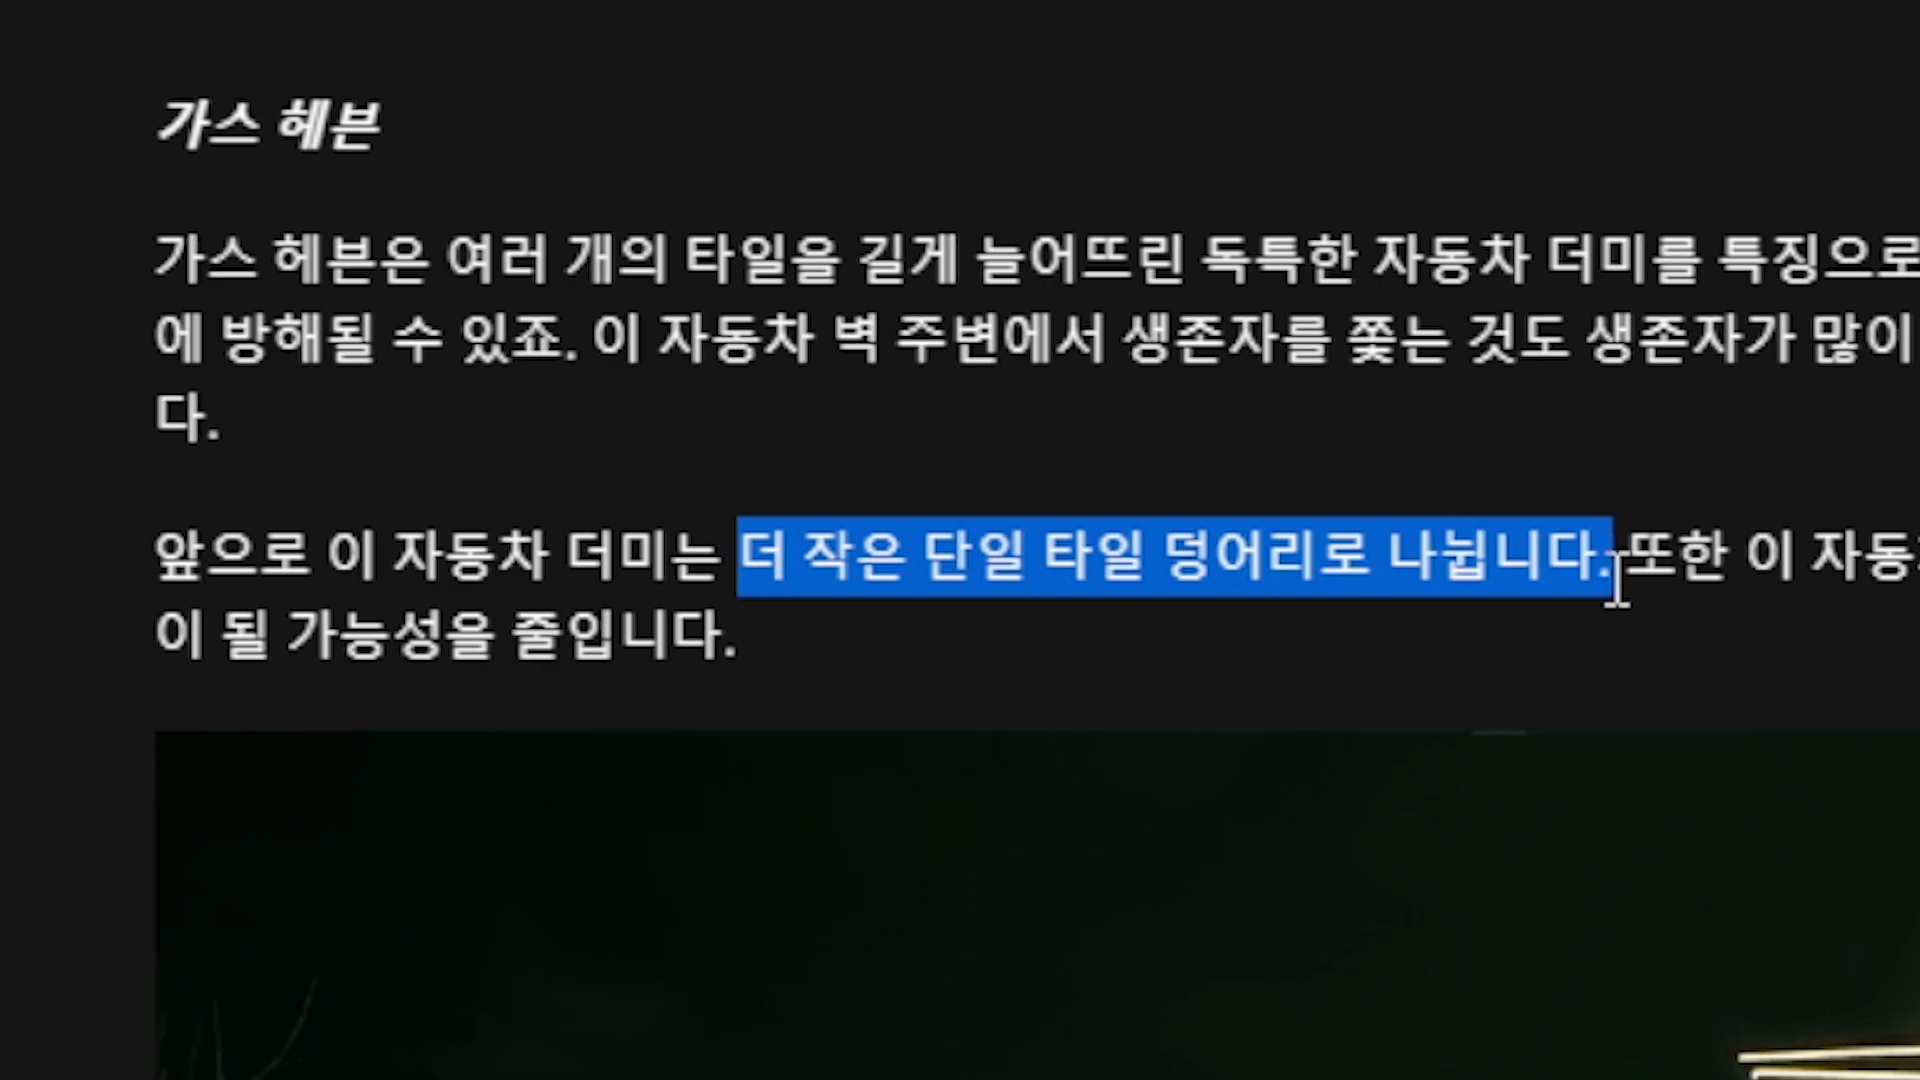 가스 헤븐
가스 헤븐은 여러 개의 타일을 길게 늘어뜨린 독특한 자동차 더미를 특징으로
에 방해될 수 있죠. 이 자동차 벽 주변에서 생존자를 쫓는 것도 생존자가 많이
다.
앞으로 이 자동차 더미는 더 작은 단일 타일 덩어리로 나뉩니다. 또한 이 자동
이 될 가능성을 줄입니다.